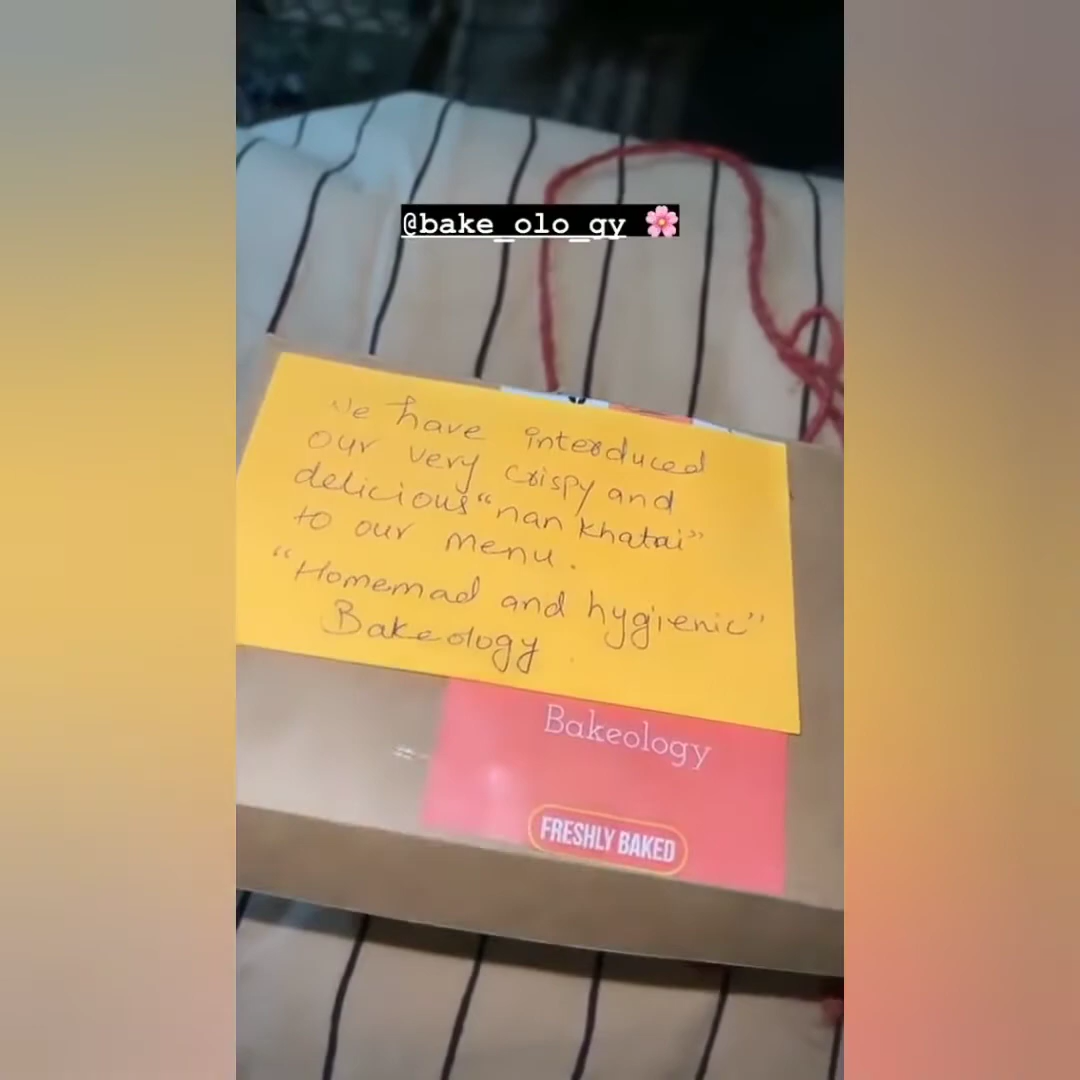 @bake_olo_gy 🌸
We have interoduced
our very crispy and
delicious "nan khatai"
to our menu.
"Homemad and hygienic"
Bakeology
Bakeology
FRESHLY BAKED